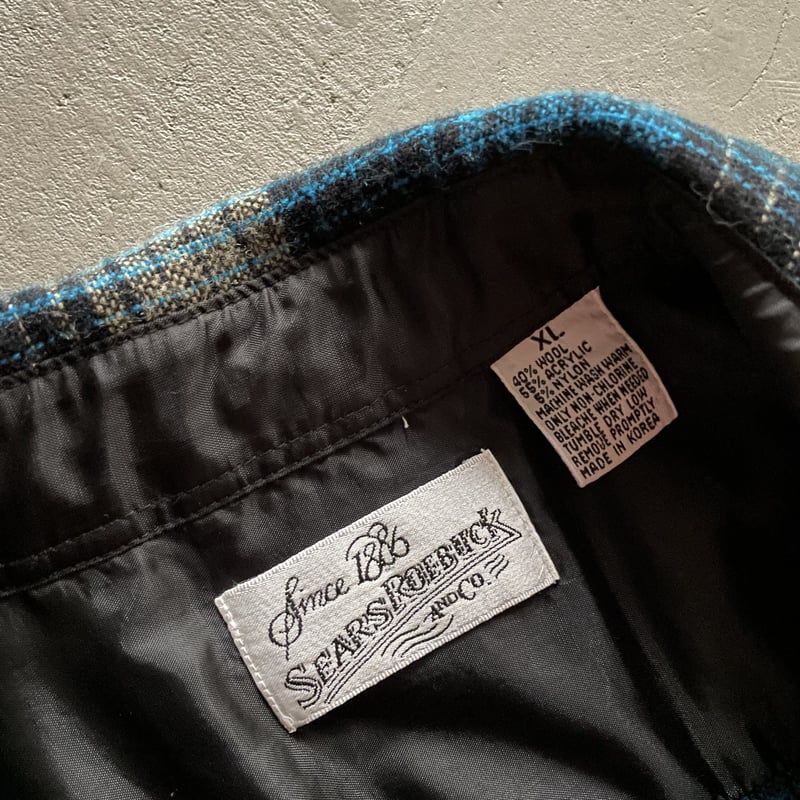 XL
40% WOOL
55% ACRYLIC
5% NYLON
MACHINE WASH WARM
ONLY NON CHLORINE
BLEACHE WHEN NEEDED
TUMBLE DRY LOW
REMOVE PROMPTLY
MADE IN KOREA
Since 1886
SEARS ROEBUCK
AND CO.